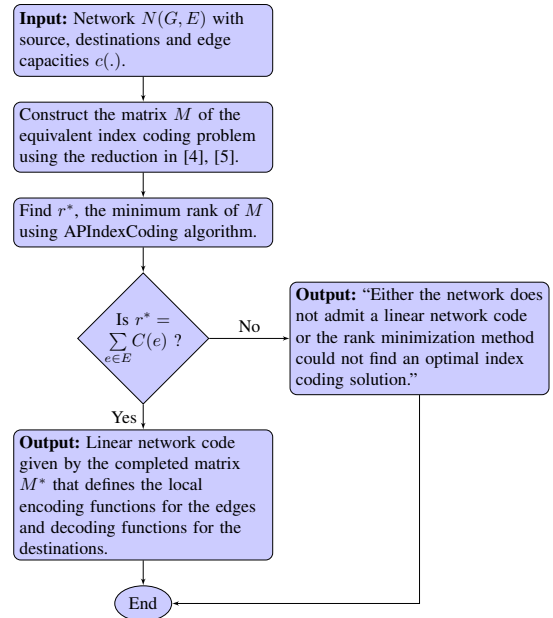 Input: Network N(G, E) with
source, destinations and edge
capacities c(.).
Construct the matrix M of the
equivalent index coding problem
using the reduction in [4], [5].
Find r*, the minimum rank of M
using APIndexCoding algorithm.
Is r* =
∑ C(e) ?
e∈E
No
Output: “Either the network does
not admit a linear network code
or the rank minimization method
could not find an optimal index
coding solution.”
Yes
Output: Linear network code
given by the completed matrix
M* that defines the local
encoding functions for the edges
and decoding functions for the
destinations.
End